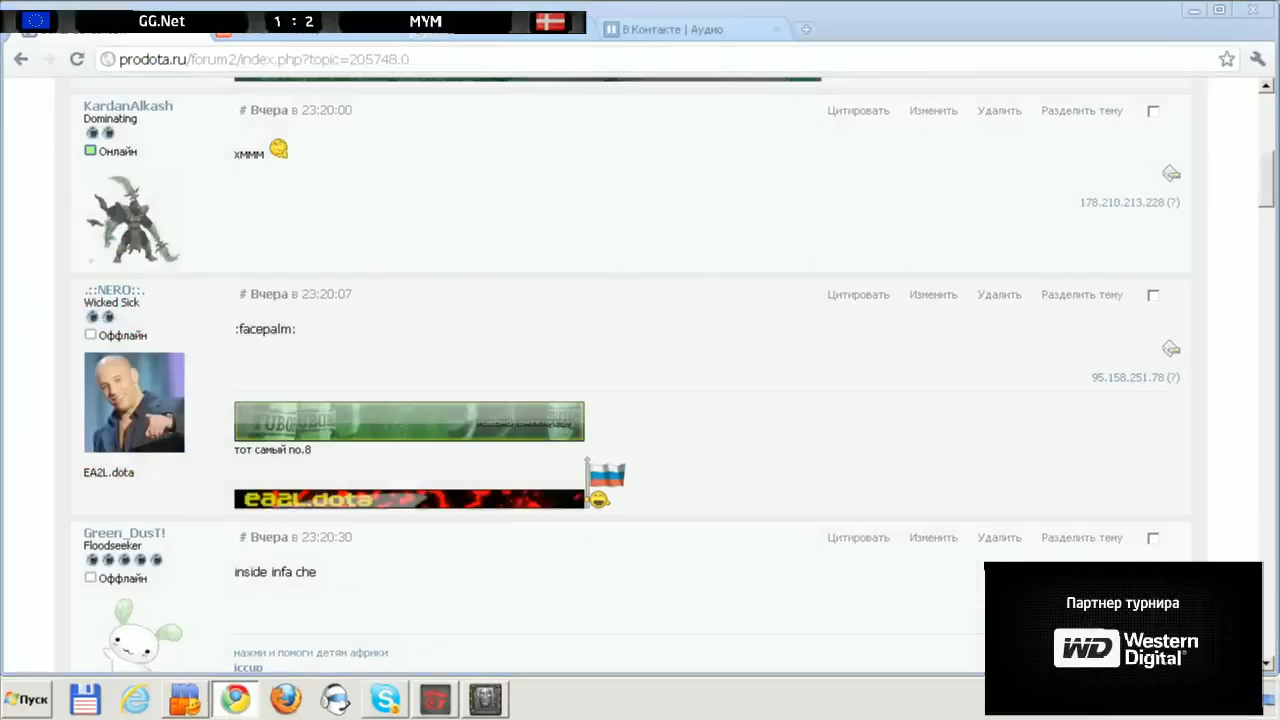 GG.Net 1 : 2 MYM
В Контакте | Аудио
prodota.ru/forum2/index.php?topic=205748.0
KardanAlkash
Dominating
Онлайн
# Вчера в 23:20:00
Цитировать Изменить Удалить Разделить тему
хммм
178.210.213.228 (?)
.::NERO::.
Wicked Sick
Оффлайн
# Вчера в 23:20:07
Цитировать Изменить Удалить Разделить тему
:facepalm:
95.158.251.78 (?)
EA2L.dota
тот самый no.8
ea2L.dota
Green_DusT!
Floodseeker
Оффлайн
# Вчера в 23:20:30
Цитировать Изменить Удалить Разделить тему
inside infa che
нажми и помоги детям африки
iccup
Партнер турнира
WD Western
Digital
Пуск